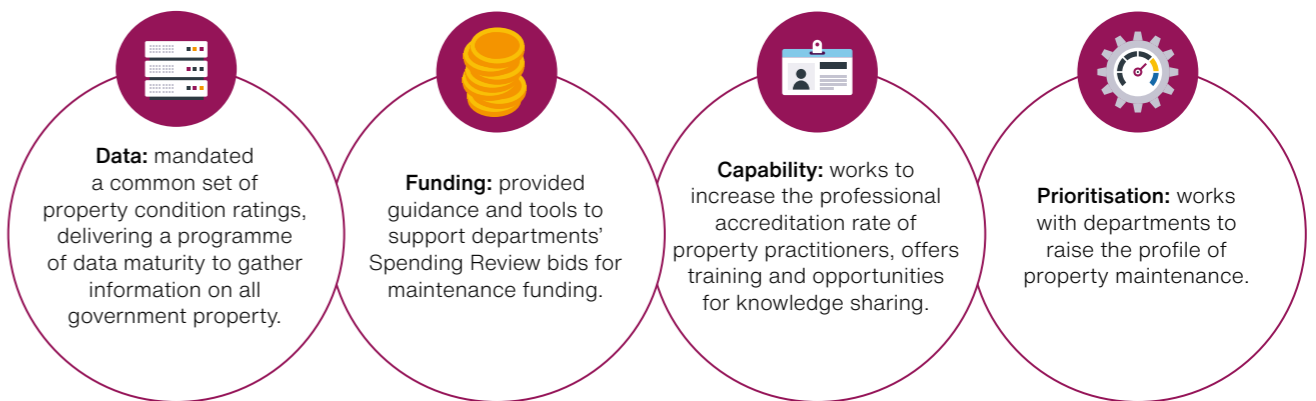 Data: mandated
a common set of
property condition ratings,
delivering a programme
of data maturity to gather
information on all
government property.
Funding: provided
guidance and tools to
support departments’
Spending Review bids for
maintenance funding.
Capability: works to
increase the professional
accreditation rate of
property practitioners, offers
training and opportunities
for knowledge sharing.
Prioritisation: works
with departments to
raise the profile of
property maintenance.